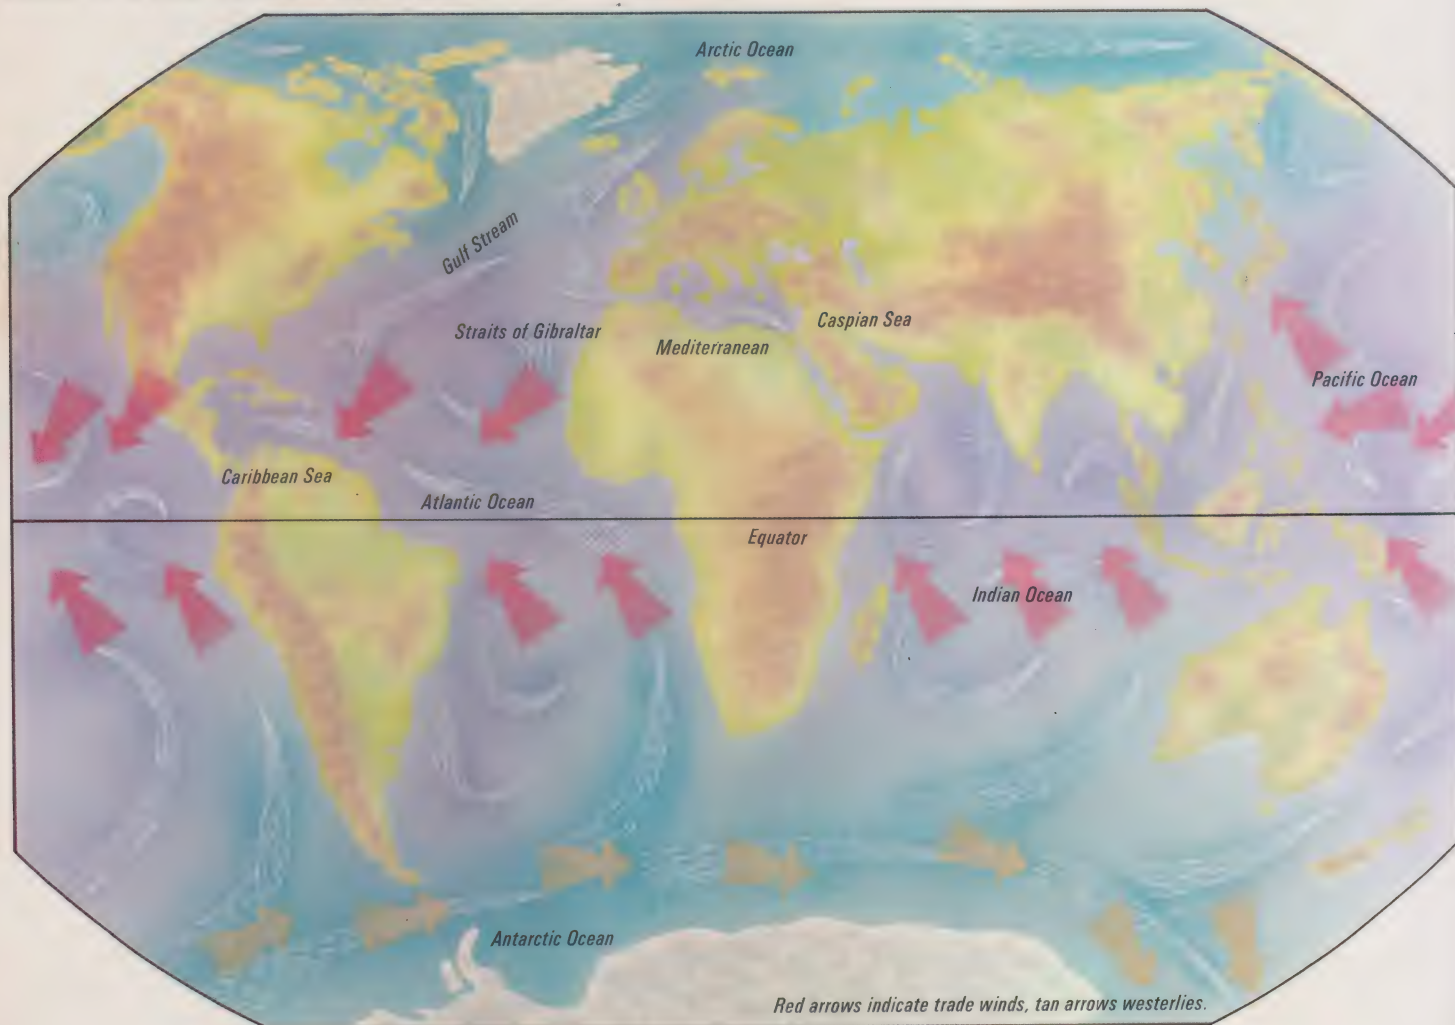 Arctic Ocean
Gulf Stream
Straits of Gibraltar
Caspian Sea
Mediterranean
Pacific Ocean
Caribbean Sea
Atlantic Ocean
Equator
Indian Ocean
Antarctic Ocean
Red arrows indicate trade winds, tan arrows westerlies.